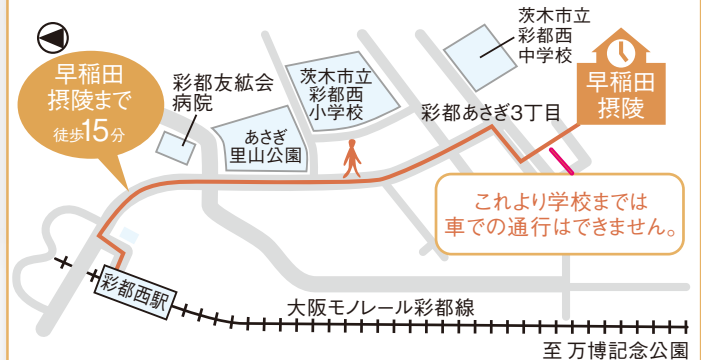 早稲田
摂陵まで
徒歩15分
彩都友紘会
病院
あさぎ
里山公園
茨木市立
彩都西
小学校
茨木市立
彩都西
中学校
早稲田
摂陵
彩都あさぎ3丁目
これより学校までは
車での通行はできません。
彩都西駅
大阪モノレール彩都線
至 万博記念公園